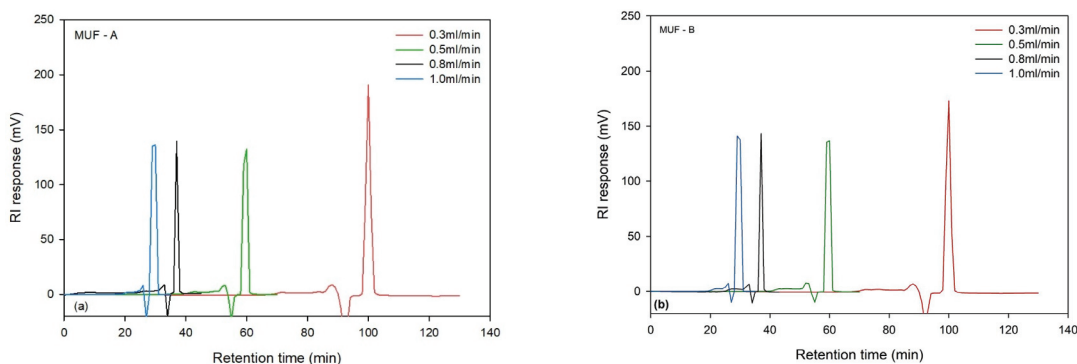 250
200
150
100
50
0
RI response (mV)
MUF - A
0.3ml/min
0.5ml/min
0.8ml/min
1.0ml/min
(a)
0 20 40 60 80 100 120 140
Retention time (min)
250
200
150
100
50
0
RI response (mV)
MUF - B
0.3ml/min
0.5ml/min
0.8ml/min
1.0ml/min
(b)
0 20 40 60 80 100 120 130
Retention time (min)